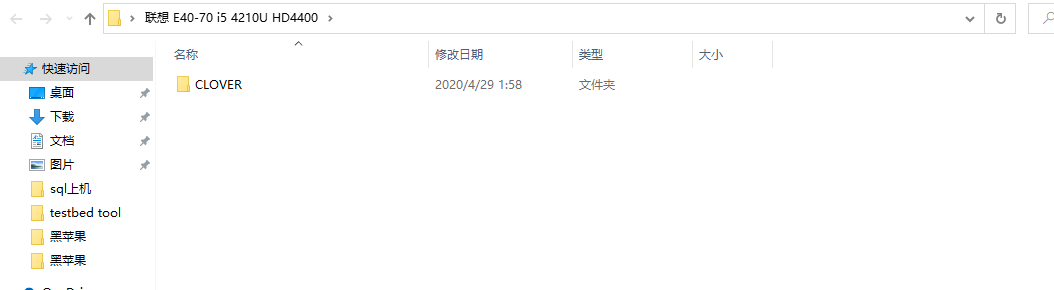 联想 E40-70 i5 4210U HD4400
名称 修改日期 类型 大小
快速访问
CLOVER 2020/4/29 1:58 文件夹
桌面
下载
文档
图片
sql上机
testbed tool
黑苹果
黑苹果